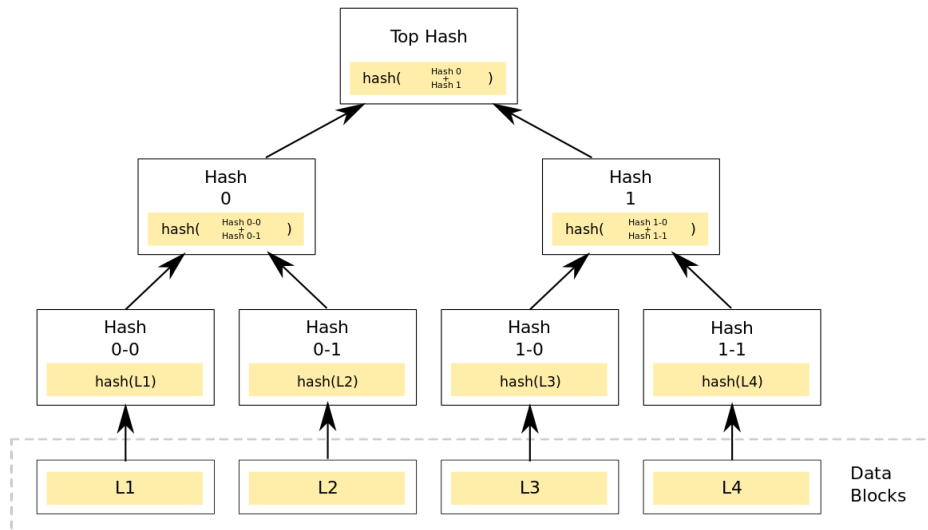 Top Hash
hash( Hash 0 + Hash 1 )
Hash
0
hash( Hash 0-0 + Hash 0-1 )
Hash
1
hash( Hash 1-0 + Hash 1-1 )
Hash
0-0
hash(L1)
Hash
0-1
hash(L2)
Hash
1-0
hash(L3)
Hash
1-1
hash(L4)
L1
L2
L3
L4
Data
Blocks